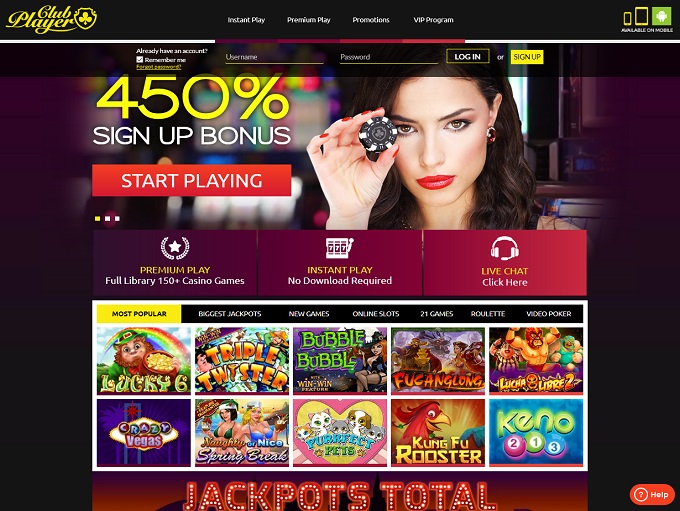 Club
Player
Instant Play
Premium Play
Promotions
VIP Program
AVAILABLE ON MOBILE
Already have an account?
Remember me
Forgot password?
Username
Password
LOG IN
or
SIGN UP
450%
SIGN UP BONUS
START PLAYING
PREMIUM PLAY
Full Library 150+ Casino Games
INSTANT PLAY
No Download Required
LIVE CHAT
Click Here
MOST POPULAR
BIGGEST JACKPOTS
NEW GAMES
ONLINE SLOTS
21 GAMES
ROULETTE
VIDEO POKER
LUCKY 6
TRIPLE
TWISTER
BUBBLE
BUBBLE
WITH
WIN-WIN
FEATURE
FUCANGLONG
LUCHA LIBRE 2
CRAZY
VEGAS
Naughty or Nice
Spring Break
PURRFECT
PETS
KUNG FU
ROOSTER
KENO
2 1 3
JACKPOTS TOTAL
? Help